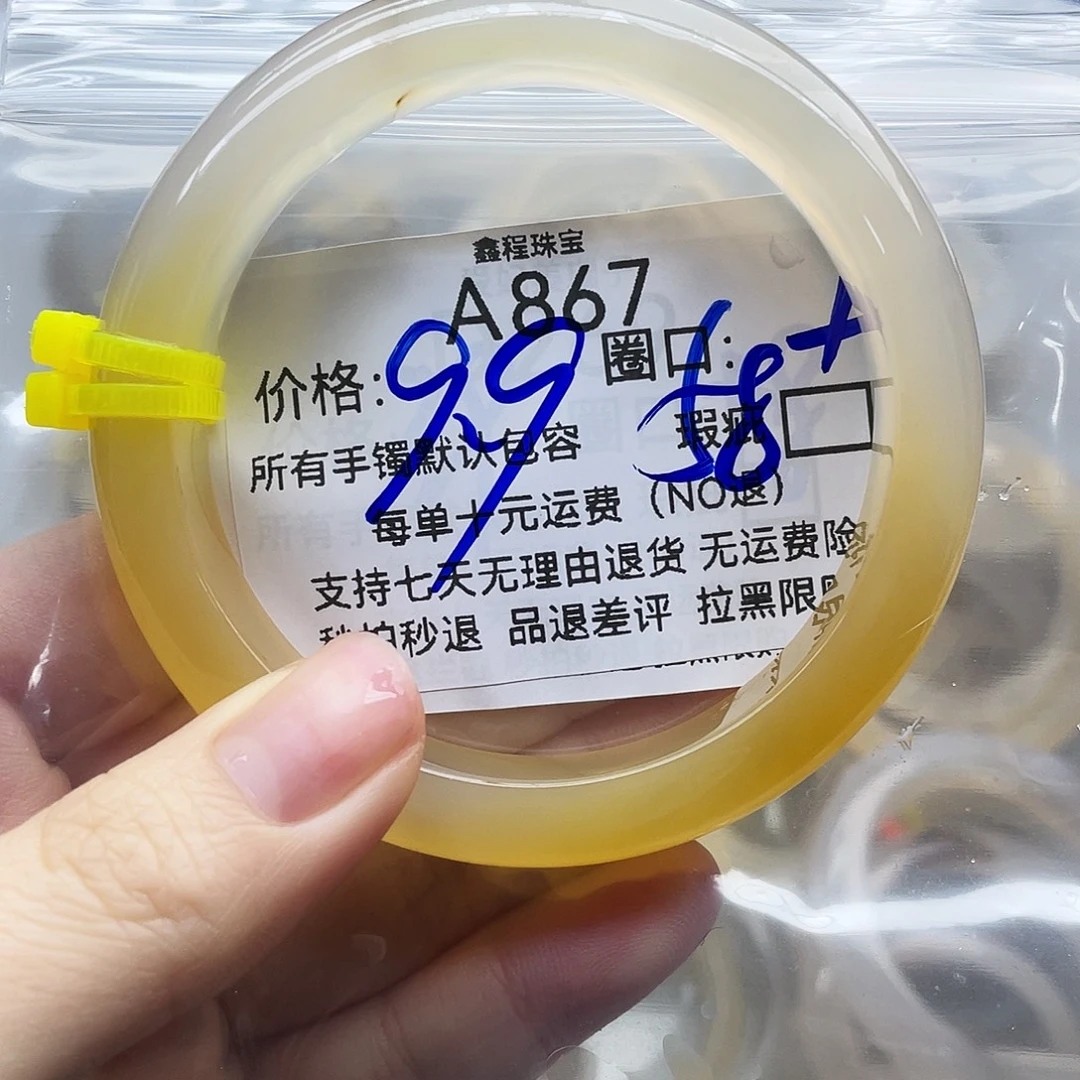 鑫程珠宝
A867
价格:99 圈口:58+
所有手镯默认包容 瑕疵
每单十元运费（NO退）
支持七天无理由退货 无运费险
秒拍秒退 品退差评 拉黑限